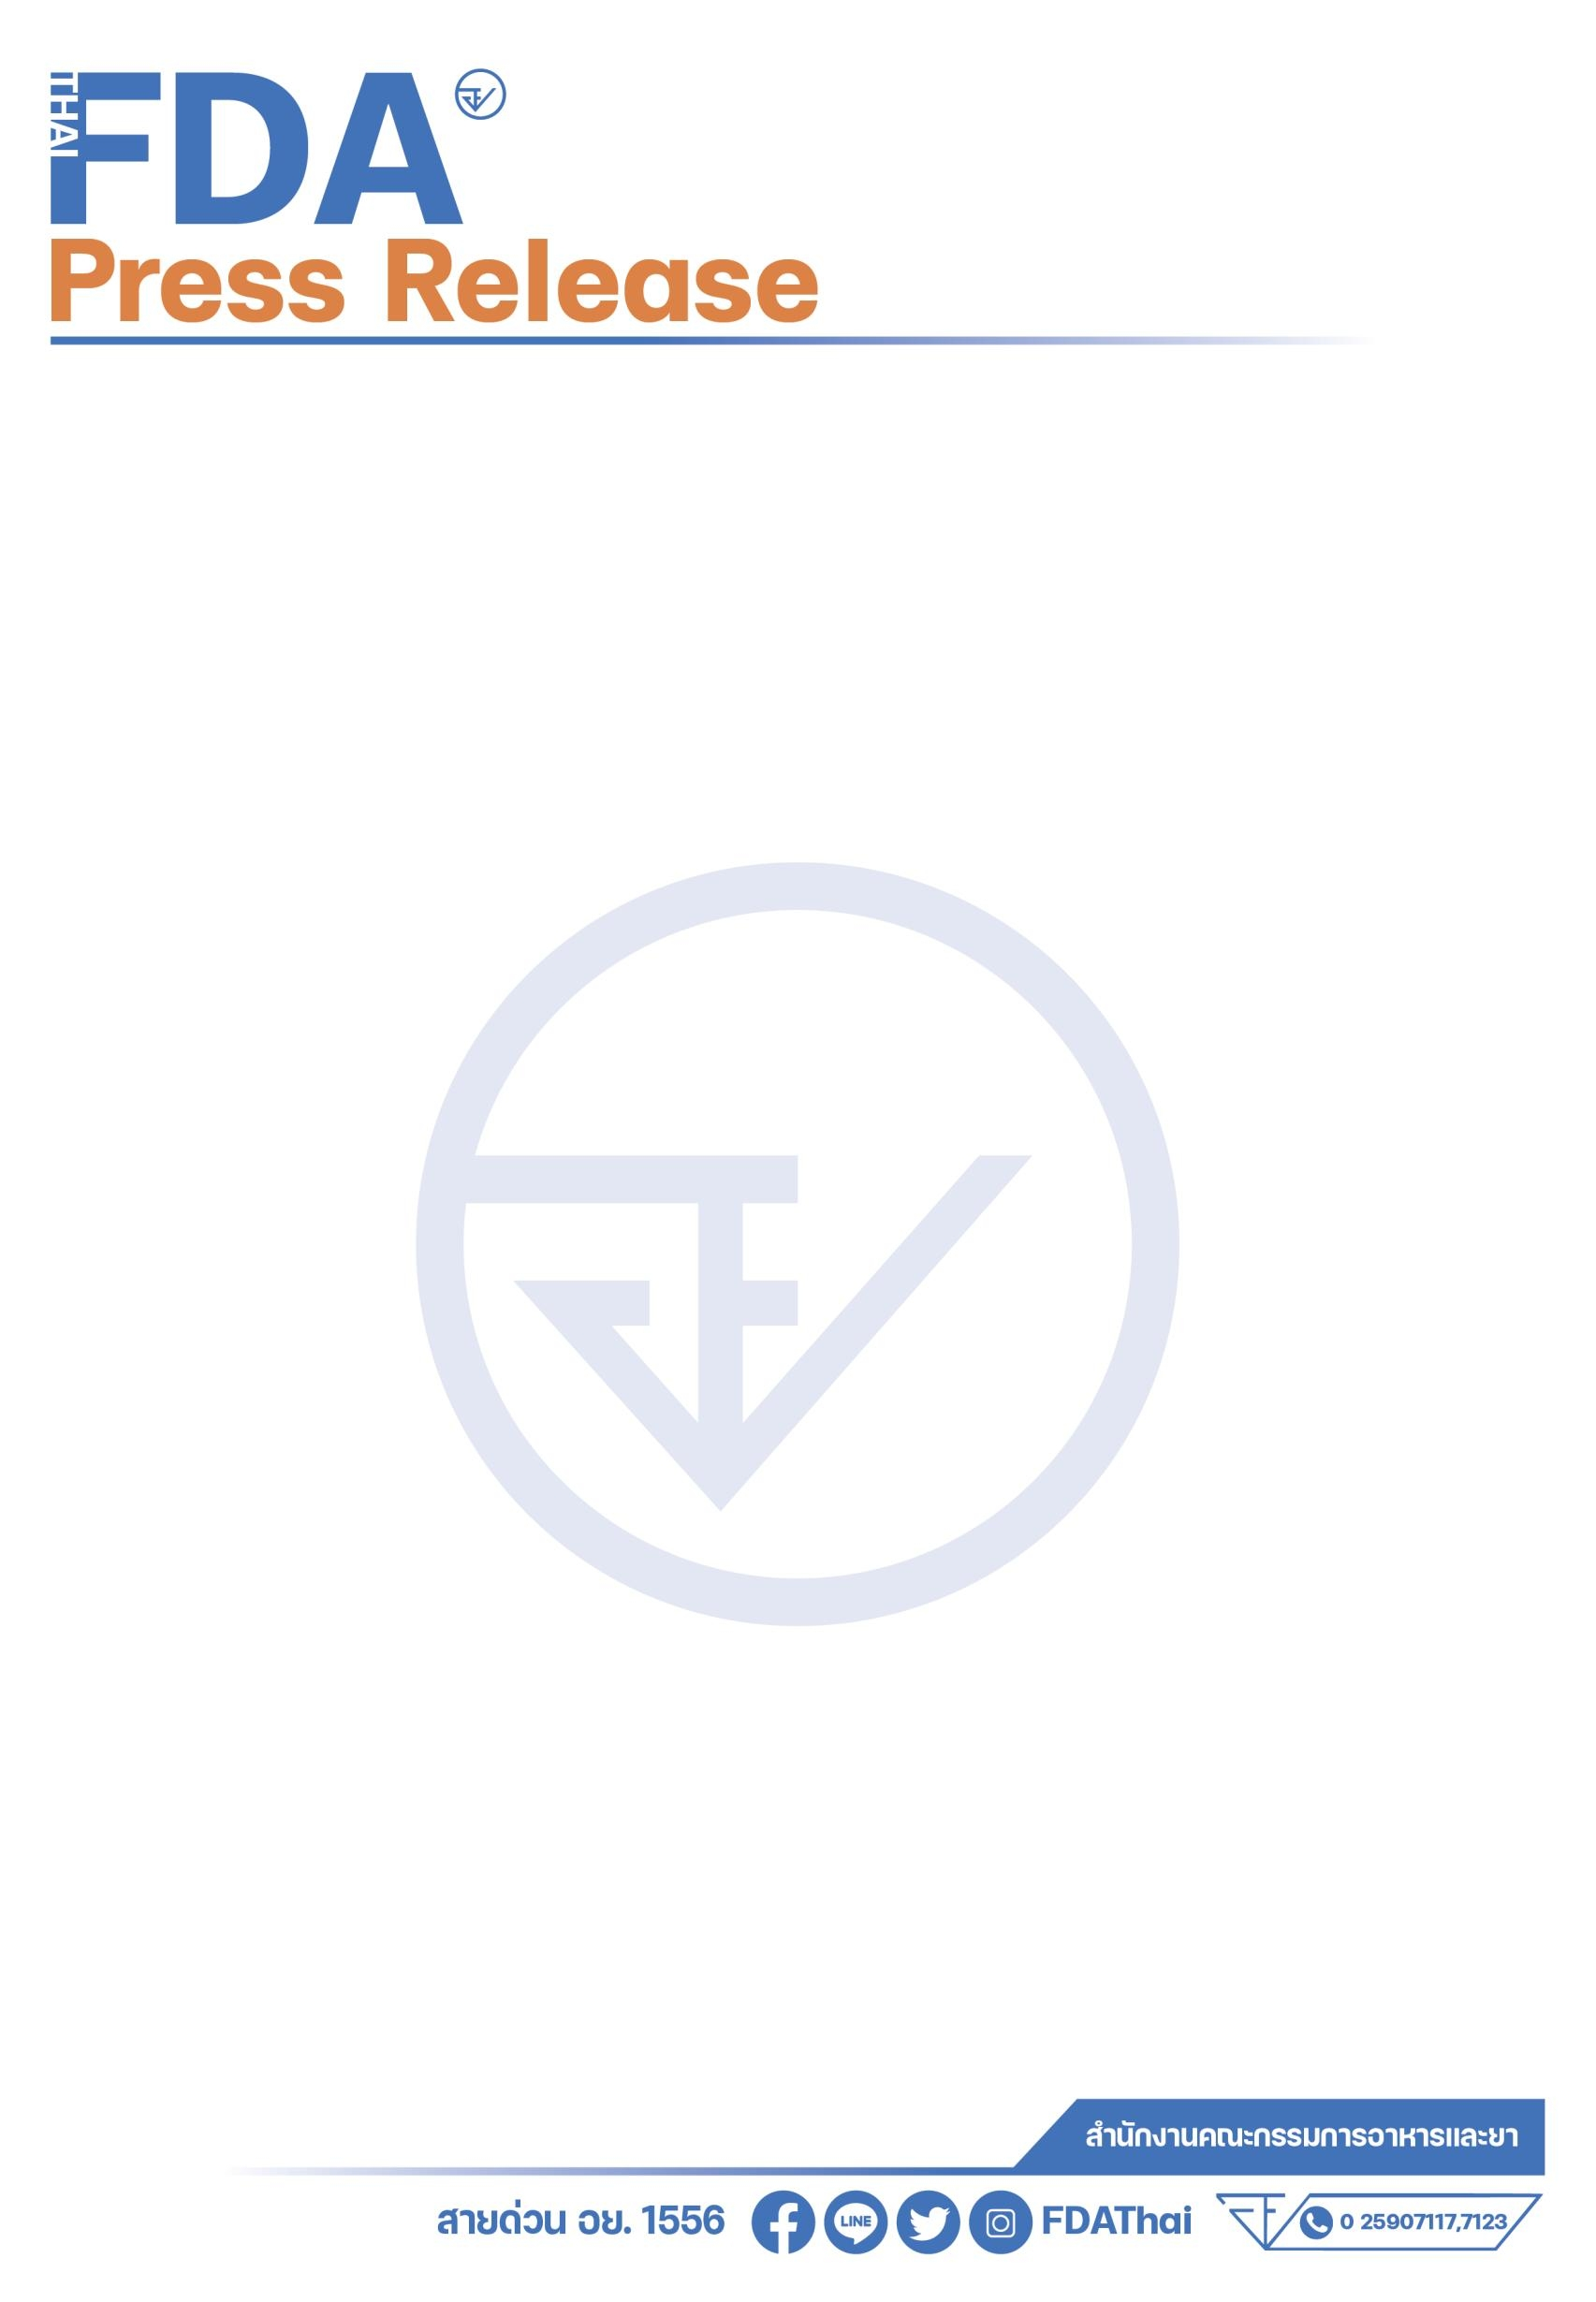 THAI
FDA
Press Release
สำนักงานคณะกรรมการอาหารและยา
สายด่วน อย. 1556 LINE FDAThai 0 25907117,7123